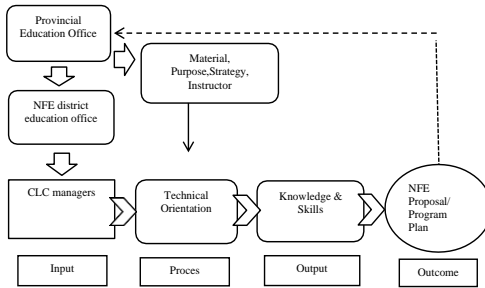 Provincial
Education Office
Material,
Purpose,Strategy,
Instructor
NFE district
education office
CLC managers
Technical
Orientation
Knowledge &
Skills
NFE
Proposal/
Program
Plan
Input
Proces
Output
Outcome